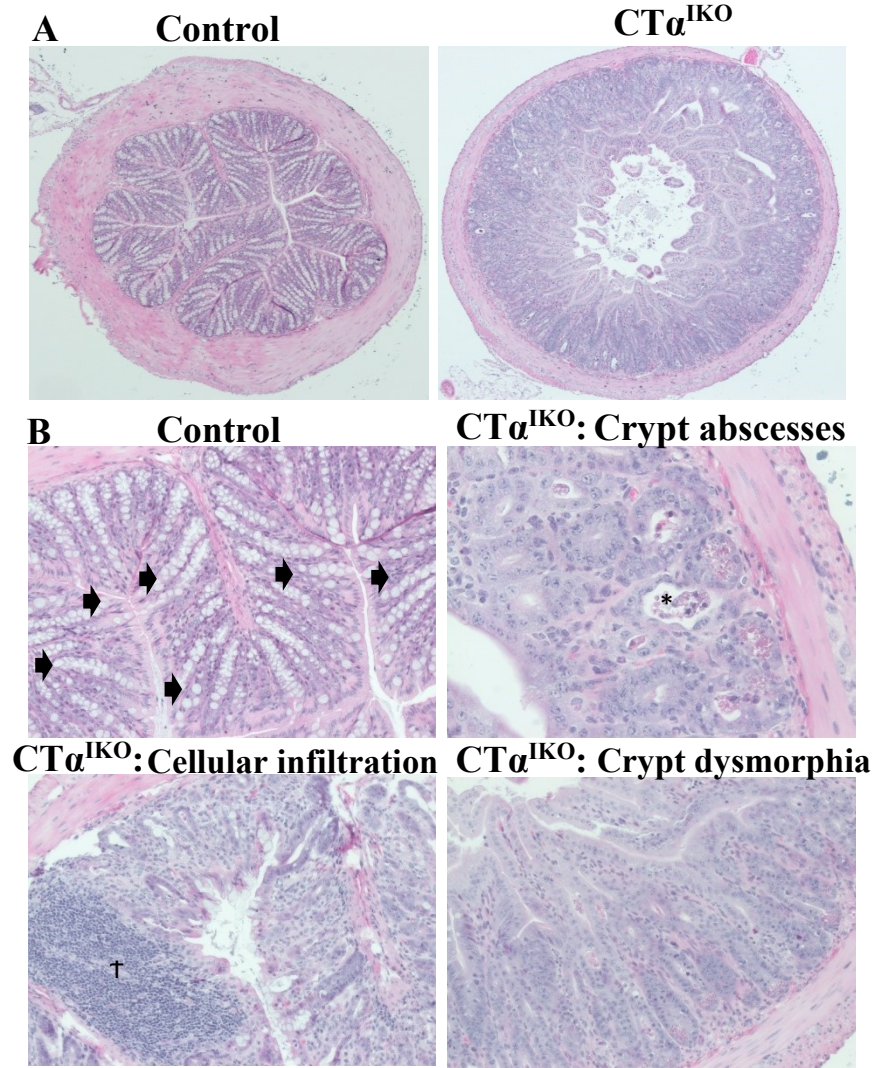 A Control CTα^IKO
B Control CTα^IKO: Crypt abscesses
*
CTα^IKO: Cellular infiltration CTα^IKO: Crypt dysmorphia
†